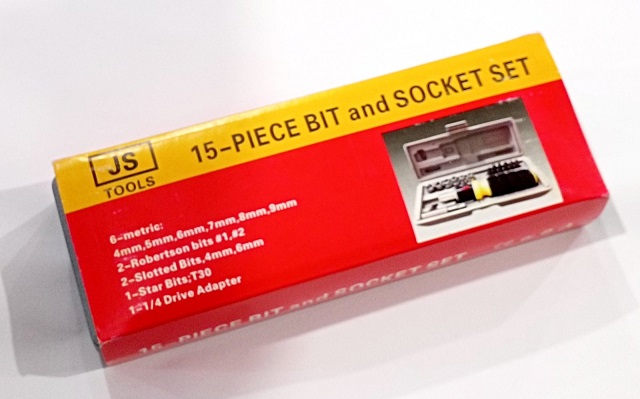 JS
TOOLS
15-PIECE BIT and SOCKET SET
6-metric:
4mm,5mm,6mm,7mm,8mm,9mm
2-Robertson bits #1,#2
2-Slotted Bits,4mm,6mm
1-Star Bits;T30
1-1/4 Drive Adapter
15-PIECE BIT and SOCKET SET